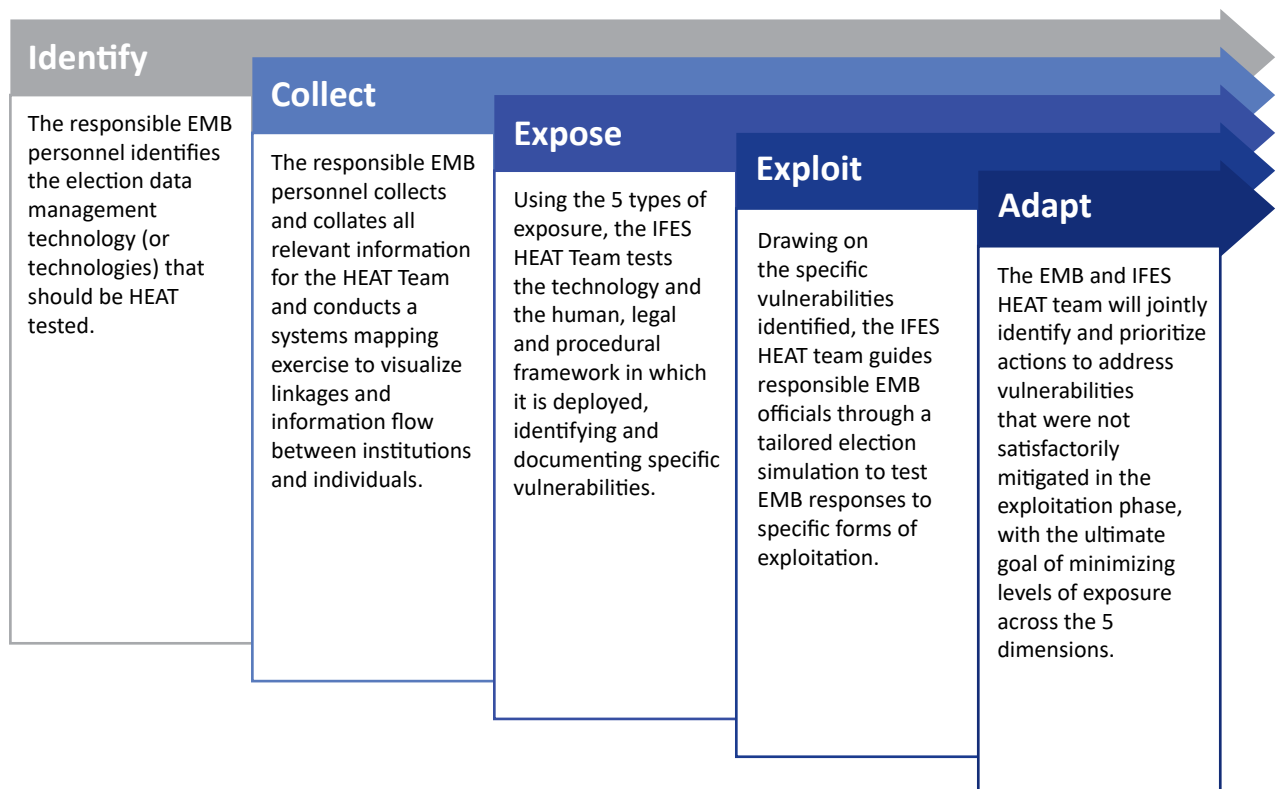 Identify
The responsible EMB
personnel identifies
the election data
management
technology (or
technologies) that
should be HEAT
tested.
Collect
The responsible EMB
personnel collects
and collates all
relevant information
for the HEAT Team
and conducts a
systems mapping
exercise to visualize
linkages and
information flow
between institutions
and individuals.
Expose
Using the 5 types of
exposure, the IFES
HEAT Team tests
the technology and
the human, legal
and procedural
framework in which
it is deployed,
identifying and
documenting specific
vulnerabilities.
Exploit
Drawing on
the specific
vulnerabilities
identified, the IFES
HEAT team guides
responsible EMB
officials through a
tailored election
simulation to test
EMB responses to
specific forms of
exploitation.
Adapt
The EMB and IFES
HEAT team will jointly
identify and prioritize
actions to address
vulnerabilities
that were not
satisfactorily
mitigated in the
exploitation phase,
with the ultimate
goal of minimizing
levels of exposure
across the 5
dimensions.